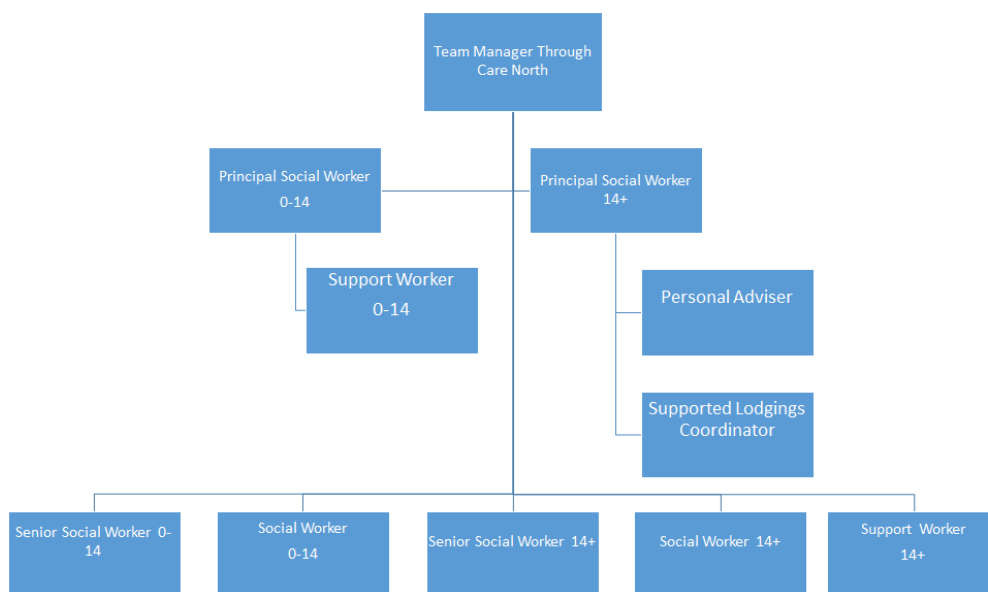 Team Manager Through
Care North
Principal Social Worker
0-14
Principal Social Worker
14+
Support Worker
0-14
Personal Adviser
Supported Lodgings
Coordinator
Senior Social Worker 0-
14
Social Worker
0-14
Senior Social Worker 14+
Social Worker 14+
Support Worker
14+